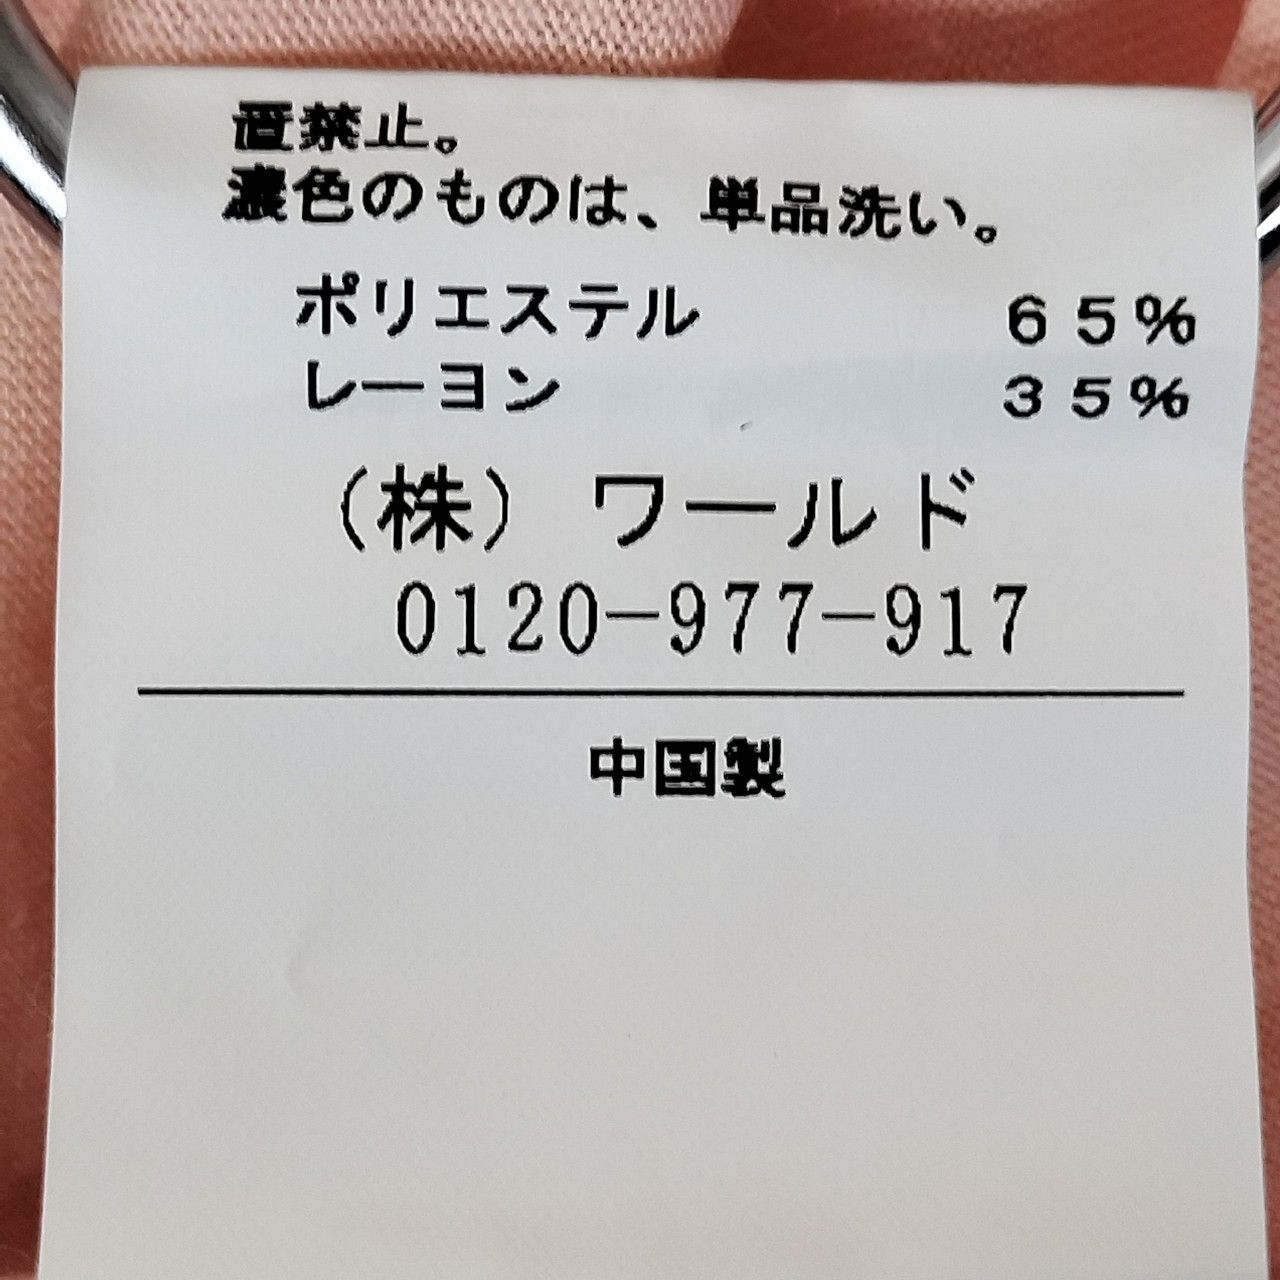 置禁止。
濃色のものは、単品洗い。
ポリエステル ６５％
レーヨン ３５％
（株）ワールド
0120-977-917
中国製